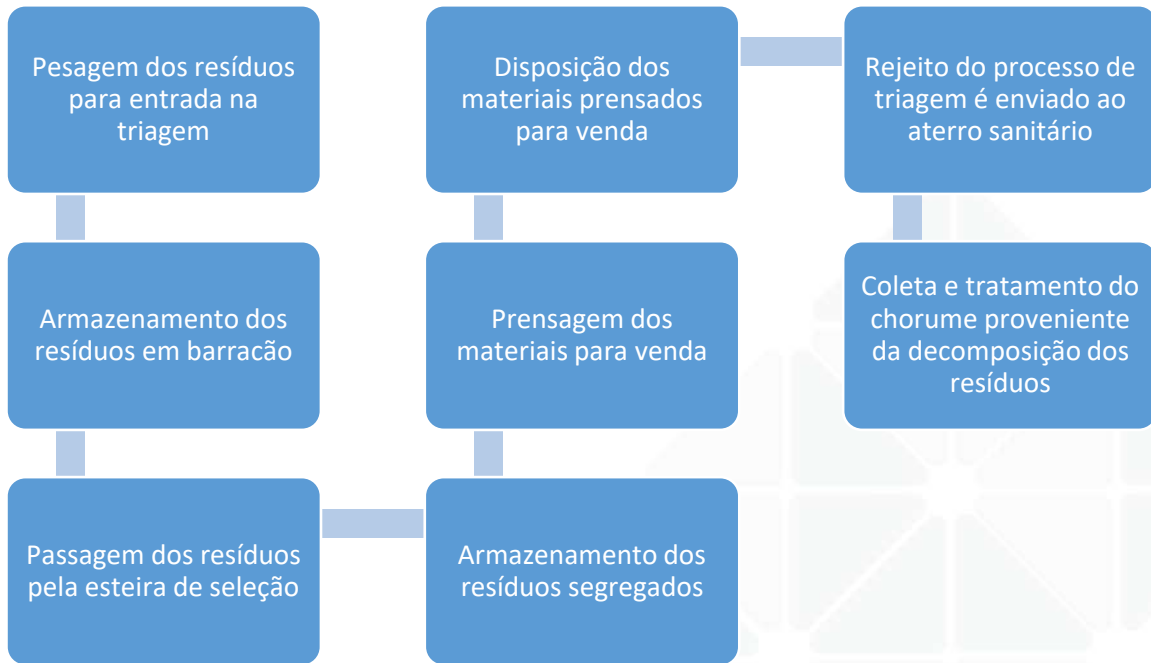 Pesagem dos resíduos
para entrada na
triagem
Armazenamento dos
resíduos em barracão
Passagem dos resíduos
pela esteira de seleção
Armazenamento dos
resíduos segregados
Prensagem dos
materiais para venda
Disposição dos
materiais prensados
para venda
Rejeito do processo de
triagem é enviado ao
aterro sanitário
Coleta e tratamento do
chorume proveniente
da decomposição dos
resíduos